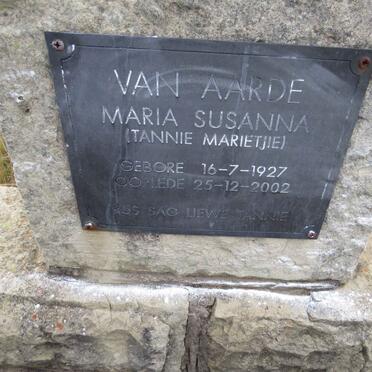 VAN AARDE
MARIA SUSANNA
(TANNIE MARIETJIE)
GEBORE 16-7-1927
OORLEDE 25-12-2002
RUS SAG LIEWE TANNIE